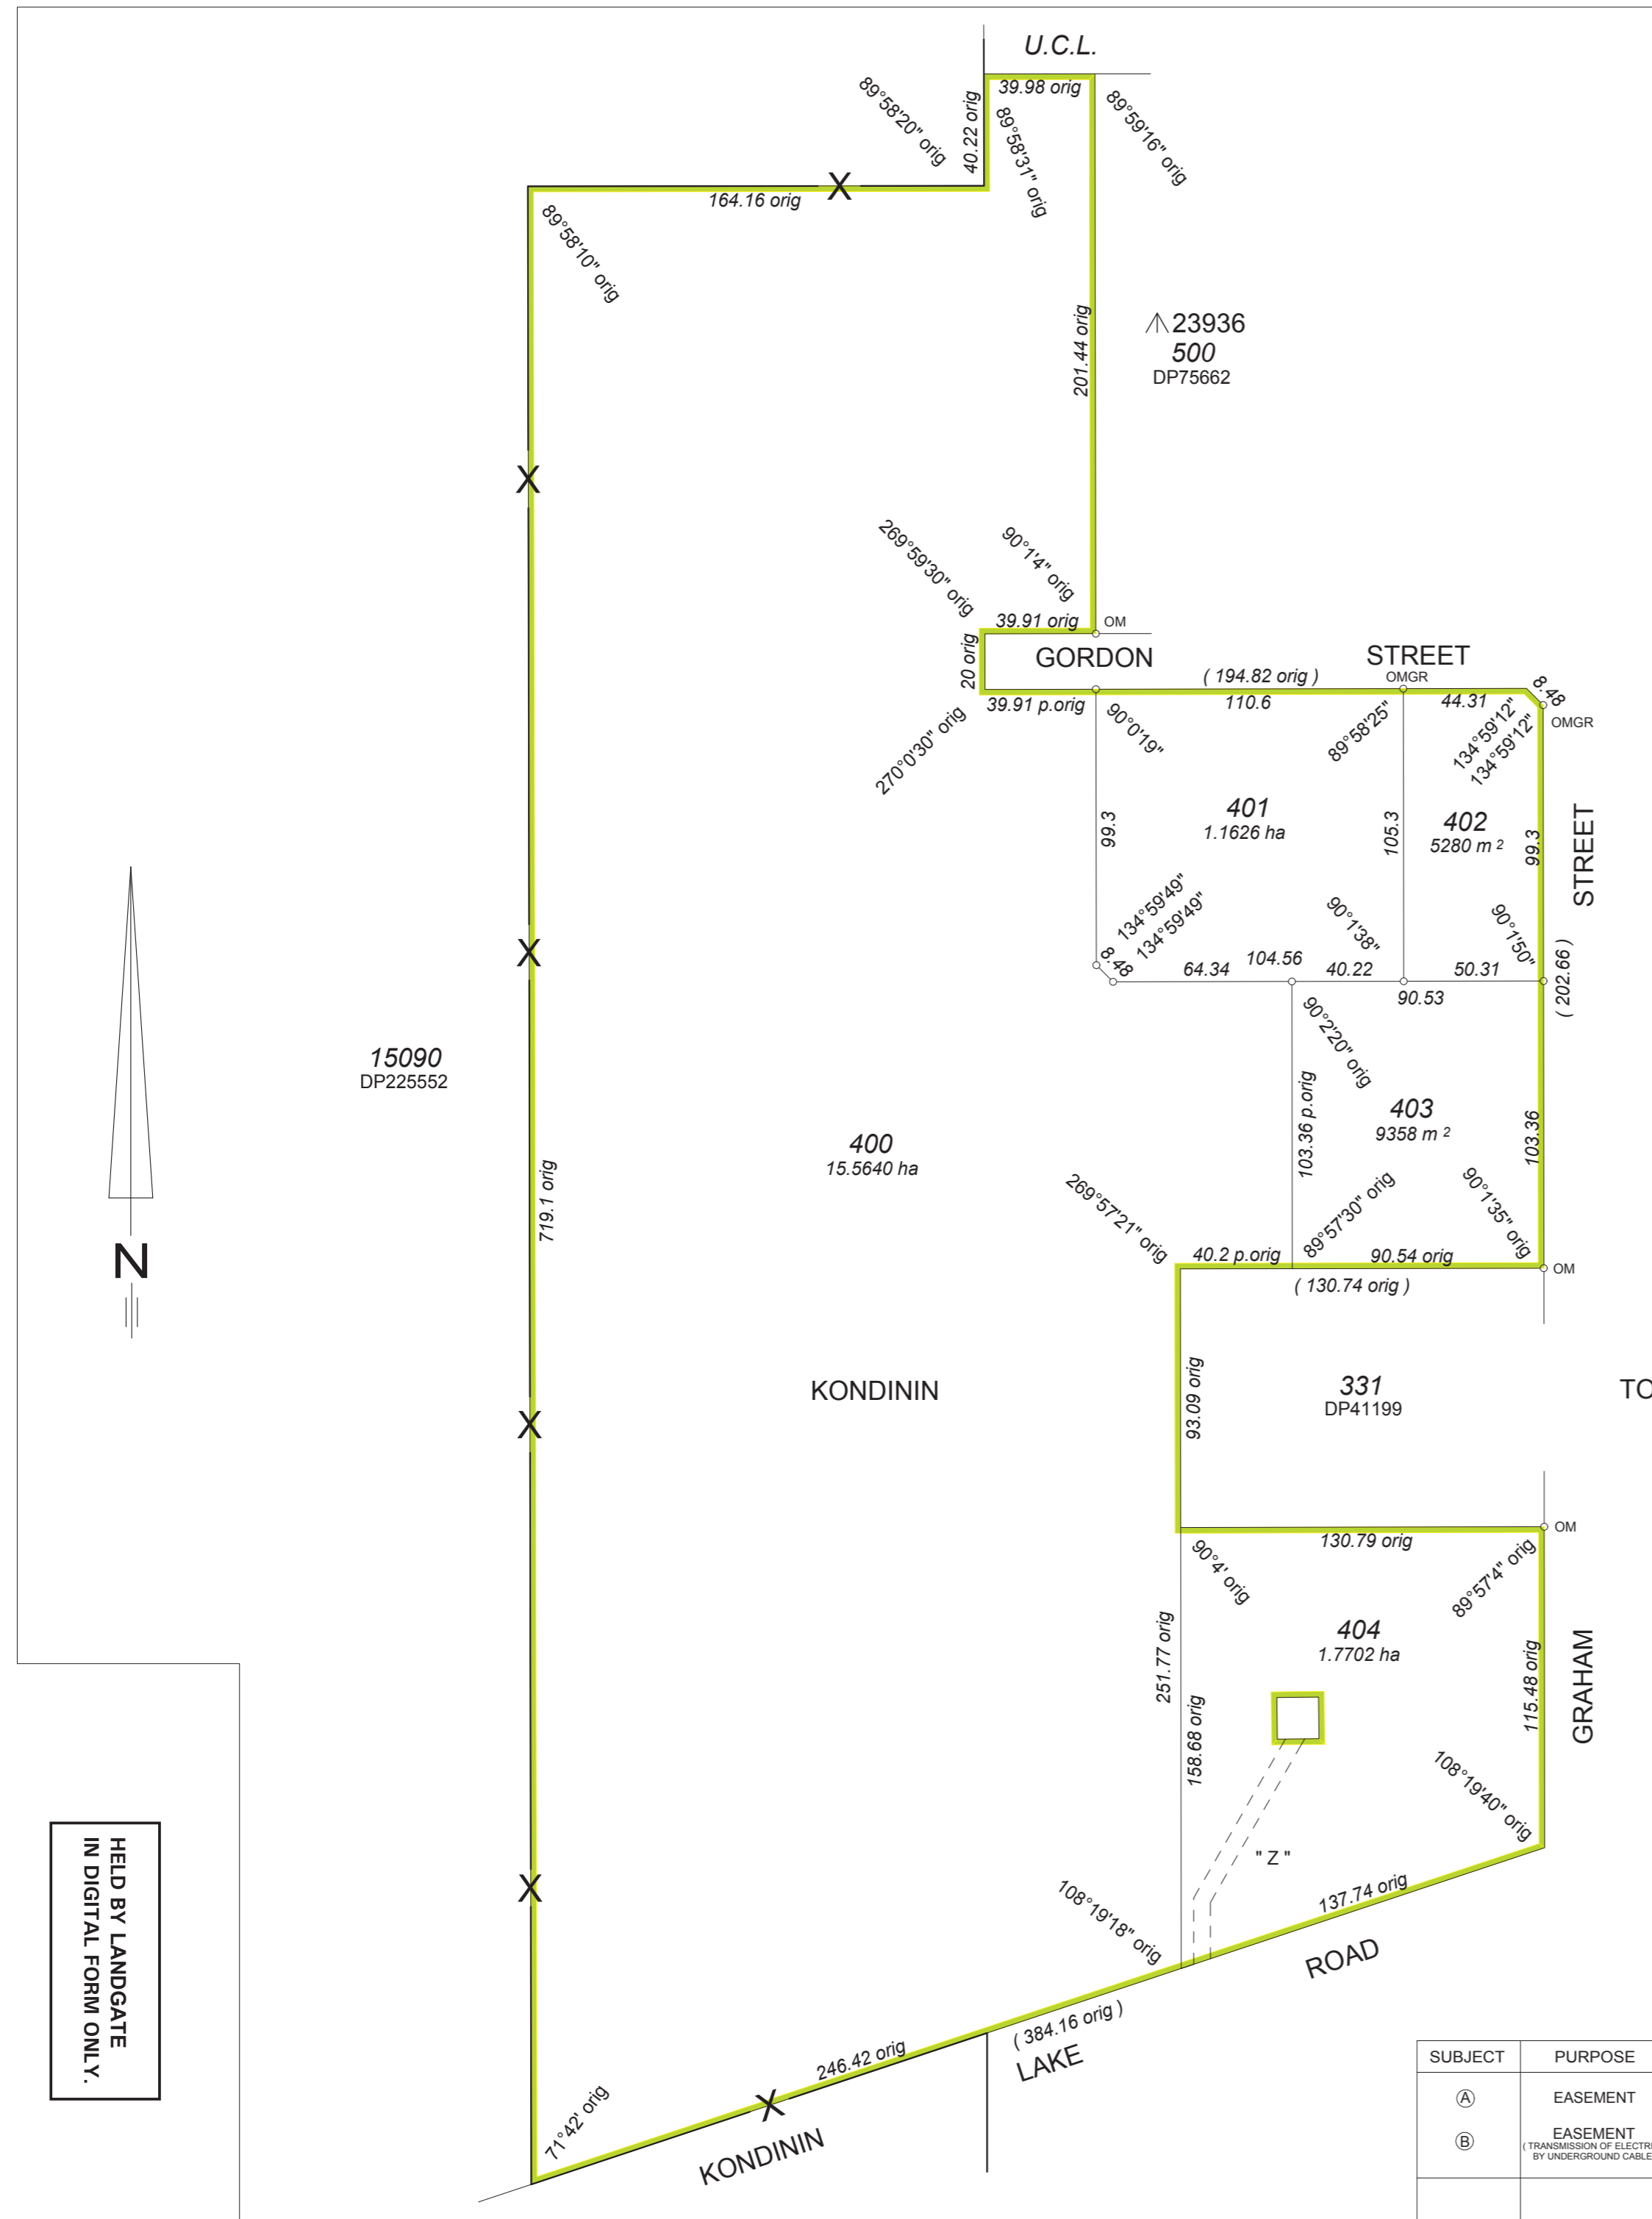 U.C.L.
39.98 orig
89°58'20" orig
40.22 orig
89°58'31" orig
89°59'16" orig
164.16 orig
X
89°58'10" orig
201.44 orig
23936
500
DP75662
X
269°59'30" orig
90°1'4" orig
39.91 orig
OM
20 orig
GORDON
STREET
( 194.82 orig )
OMGR
8.48
39.91 p.orig
110.6
44.31
OMGR
270°0'30" orig
90°0'19"
89°58'25"
134°59'12"
134°59'12"
401
1.1626 ha
402
5280 m 2
99.3
105.3
99.3
STREET
134°59'49"
134°59'49"
90°1'38"
90°1'50"
X
8.48
64.34
104.56
40.22
50.31
90.53
( 202.66 )
15090
DP225552
90°2'20" orig
400
15.5640 ha
403
9358 m 2
103.36 p.orig
103.36
719.1 orig
N
269°57'21" orig
89°57'30" orig
90°1'35" orig
40.2 p.orig
90.54 orig
OM
( 130.74 orig )
KONDININ
93.09 orig
331
DP41199
TO
X
130.79 orig
OM
90°4' orig
89°57'4" orig
251.77 orig
404
1.7702 ha
115.48 orig
GRAHAM
158.68 orig
108°19'40" orig
"Z"
X
108°19'18" orig
137.74 orig
ROAD
HELD BY LANDGATE
IN DIGITAL FORM ONLY.
( 384.16 orig )
246.42 orig
LAKE
X
71°42' orig
KONDININ
SUBJECT
PURPOSE
A
EASEMENT
B
EASEMENT
( TRANSMISSION OF ELECTRI
BY UNDERGROUND CABLE